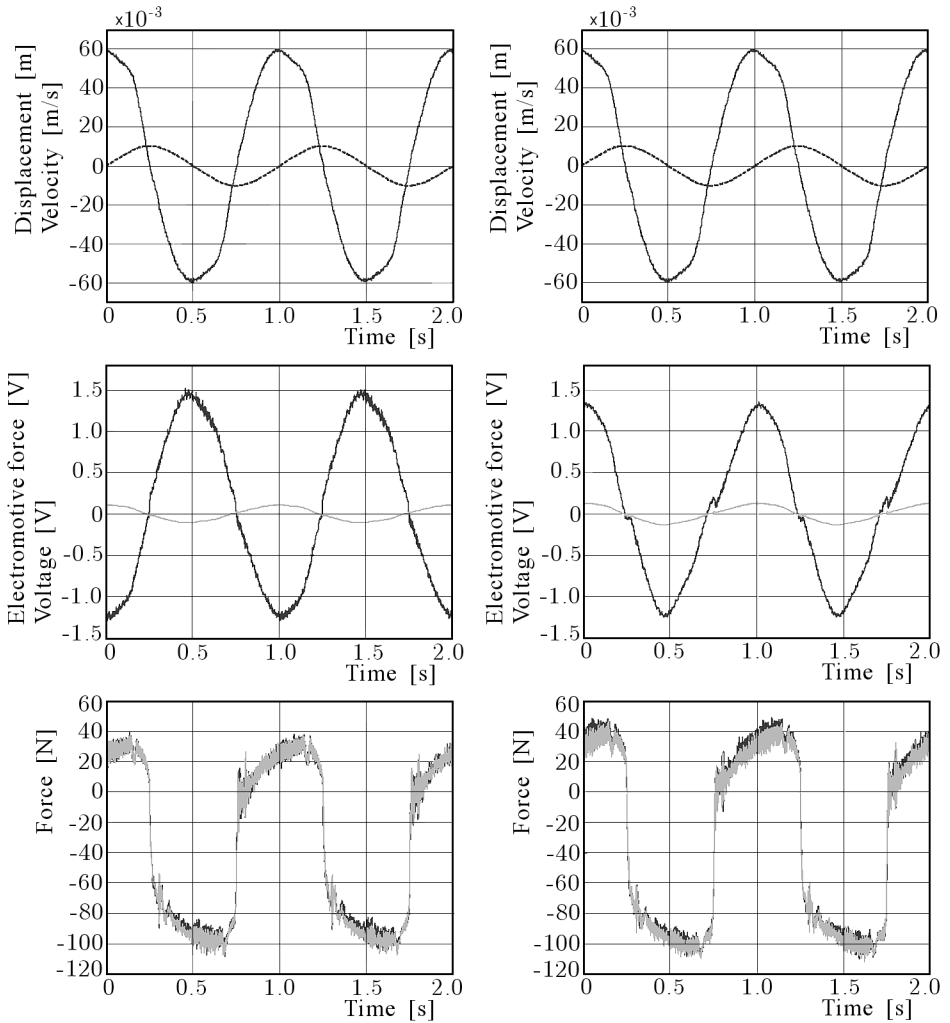 ×10⁻³
60
40
20
0
-20
-40
-60
Displacement [m]
Velocity [m/s]
0 0.5 1.0 1.5 2.0
Time [s]
×10⁻³
60
40
20
0
-20
-40
-60
Displacement [m]
Velocity [m/s]
0 0.5 1.0 1.5 2.0
Time [s]
1.5
1.0
0.5
0
-0.5
-1.0
-1.5
Electromotive force [V]
Voltage [V]
0 0.5 1.0 1.5 2.0
Time [s]
1.5
1.0
0.5
0
-0.5
-1.0
-1.5
Electromotive force [V]
Voltage [V]
0 0.5 1.0 1.5 2.0
Time [s]
60
40
20
0
-20
-40
-60
-80
-100
-120
Force [N]
0 0.5 1.0 1.5 2.0
Time [s]
60
40
20
0
-20
-40
-60
-80
-100
-120
Force [N]
0 0.5 1.0 1.5 2.0
Time [s]